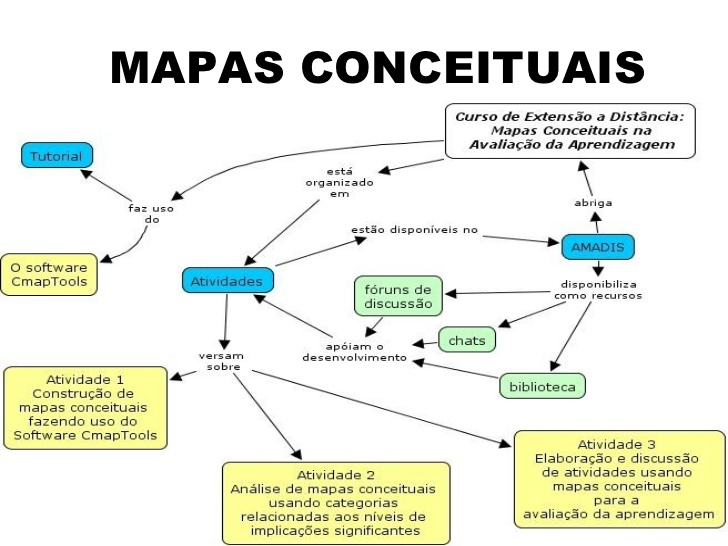 MAPAS CONCEITUAIS
Curso de Extensão a Distância:
Mapas Conceituais na
Avaliação da Aprendizagem
Tutorial
está
organizado
em
faz uso
do
abriga
estão disponíveis no
AMADIS
O software
CmapTools
Atividades
fóruns de
discussão
disponibiliza
como recursos
chats
apóiam o
desenvolvimento
versam
sobre
biblioteca
Atividade 1
Construção de
mapas conceituais
fazendo uso do
Software CmapTools
Atividade 2
Análise de mapas conceituais
usando categorias
relacionadas aos níveis de
implicações significantes
Atividade 3
Elaboração e discussão
de atividades usando
mapas conceituais
para a
avaliação da aprendizagem